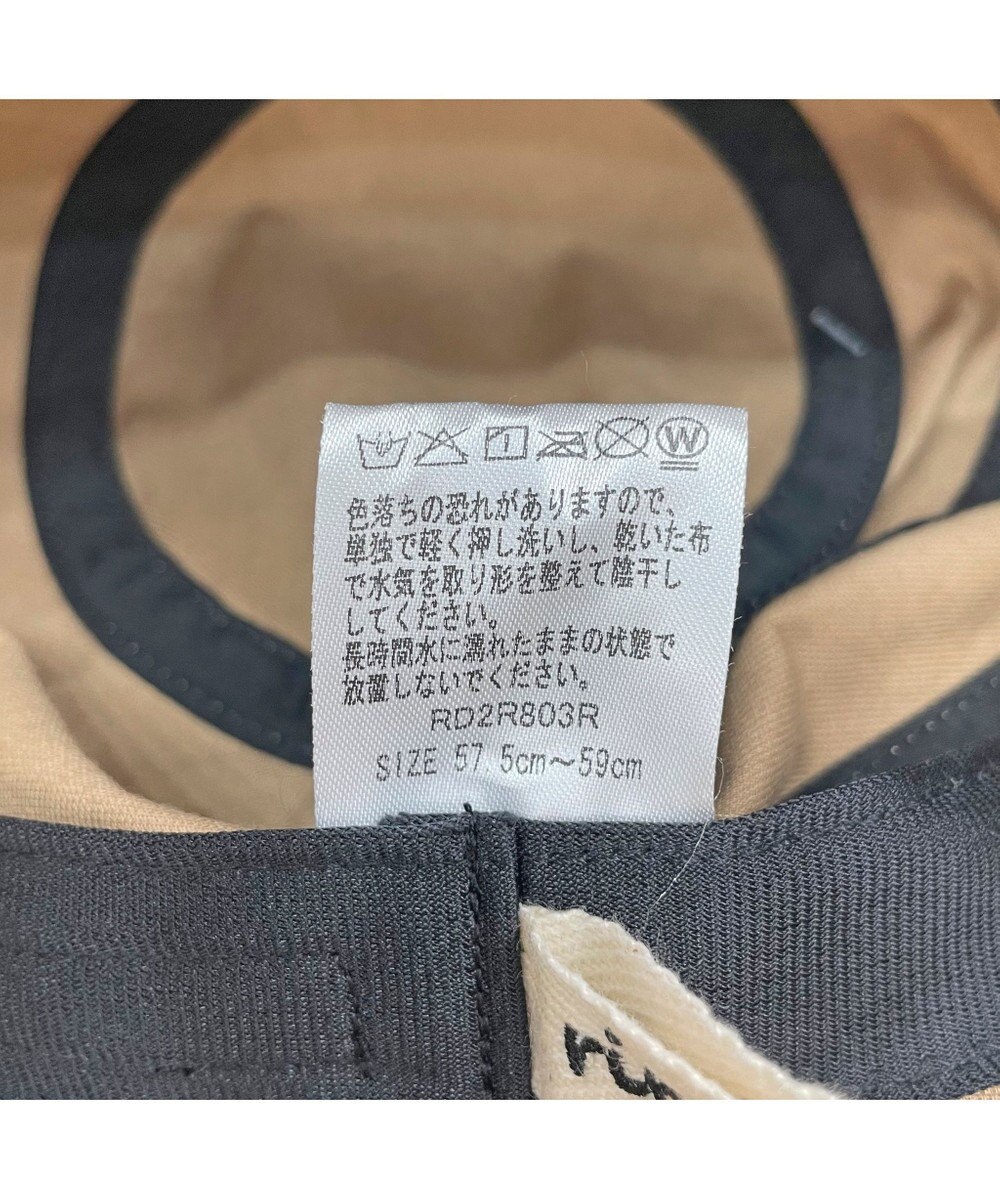 色落ちの恐れがありますので、
単独で軽く押し洗いし、乾いた布
で水気を取り形を整えて陰干し
してください。
長時間水に濡れたままの状態で
放置しないでください。
RD2R803R
SIZE 57 5cm～59cm